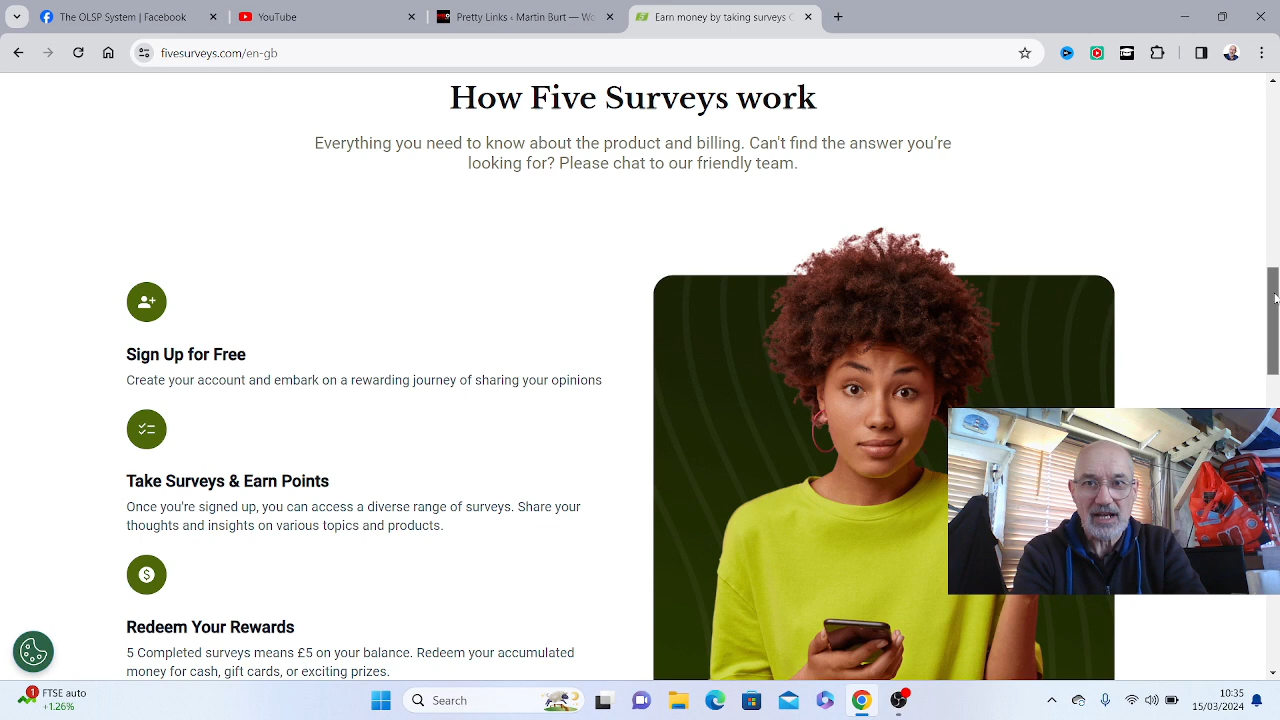 The OLSP System | Facebook
YouTube
Pretty Links ‹ Martin Burt — Wo
Earn money by taking surveys O
fivesurveys.com/en-gb
How Five Surveys work
Everything you need to know about the product and billing. Can't find the answer you’re
looking for? Please chat to our friendly team.
Sign Up for Free
Create your account and embark on a rewarding journey of sharing your opinions
Take Surveys & Earn Points
Once you're signed up, you can access a diverse range of surveys. Share your
thoughts and insights on various topics and products.
Redeem Your Rewards
5 Completed surveys means £5 on your balance. Redeem your accumulated
money for cash, gift cards, or exciting prizes.
1
FTSE auto
+1.26%
Search
10:35
15/03/2024